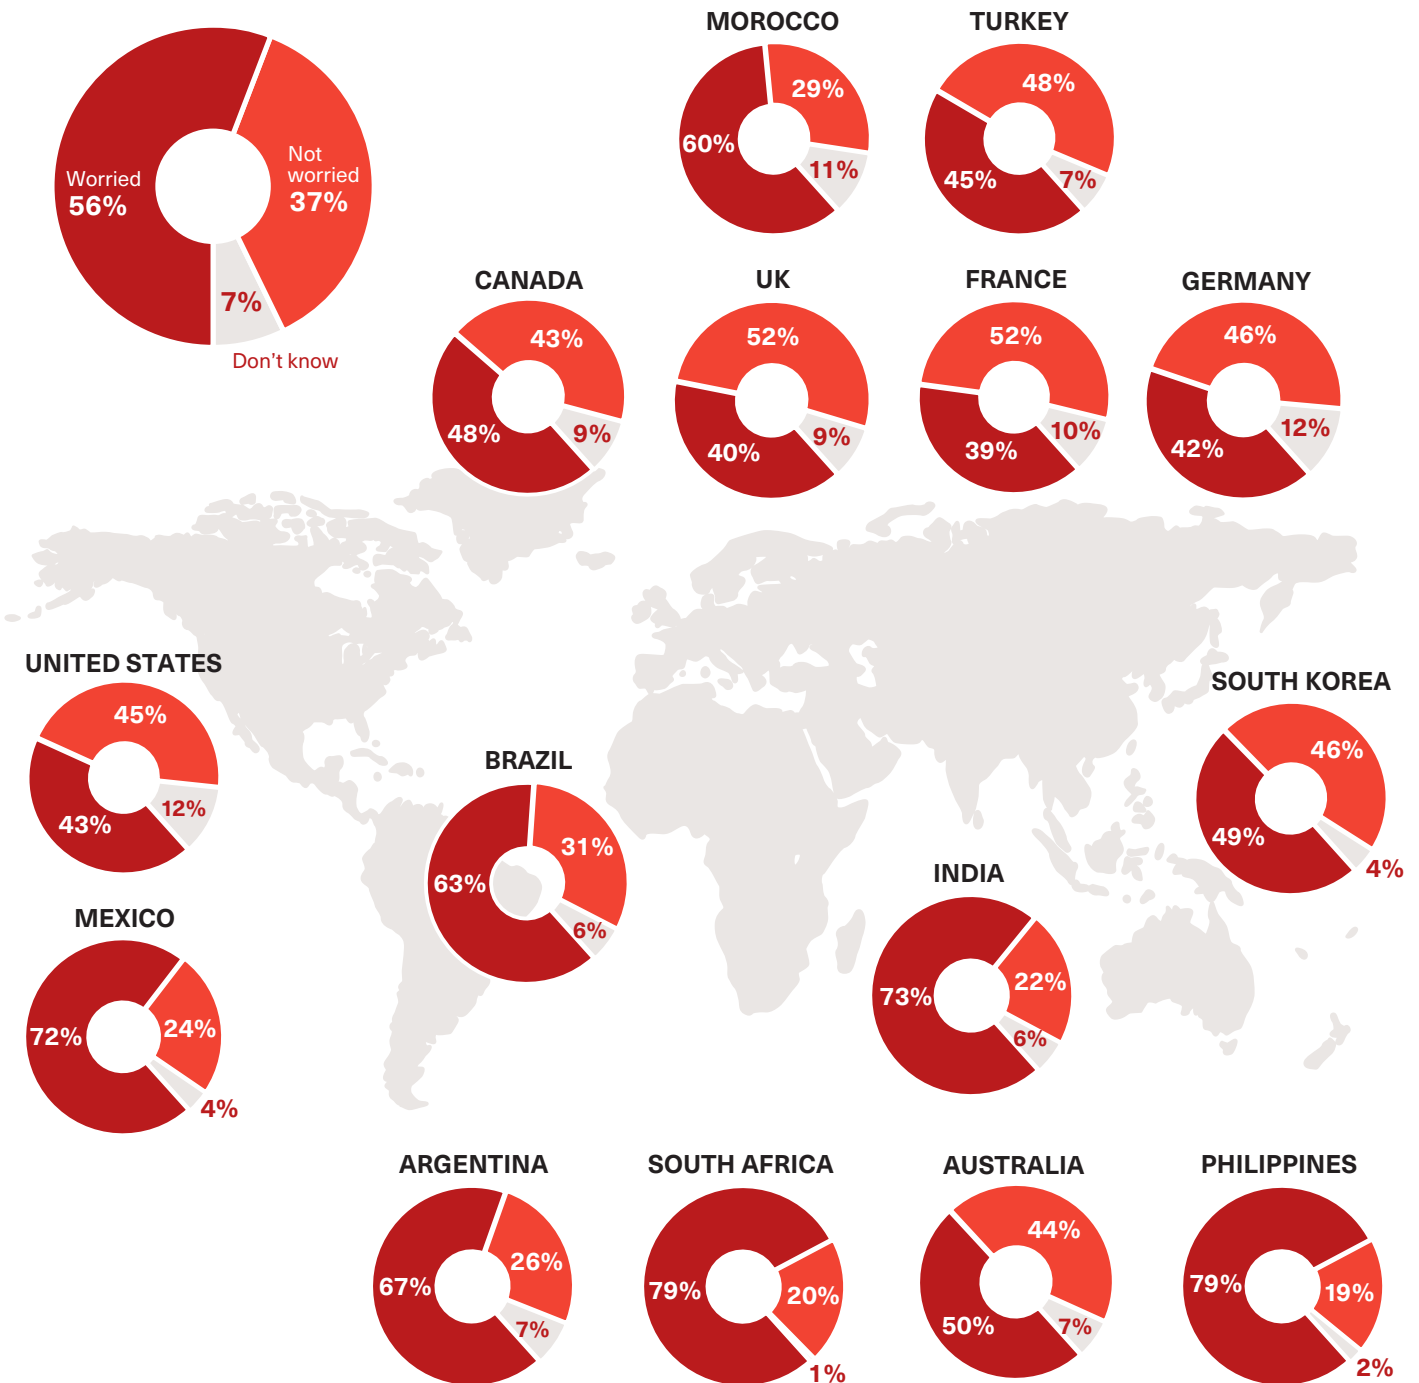 Worried
56%
Not
worried
37%
7%
Don't know
MOROCCO
29%
60%
11%
TURKEY
48%
45%
7%
CANADA
43%
48%
9%
UK
52%
40%
9%
FRANCE
52%
39%
10%
GERMANY
46%
42%
12%
UNITED STATES
45%
43%
12%
BRAZIL
31%
63%
6%
SOUTH KOREA
46%
49%
4%
MEXICO
72%
24%
4%
INDIA
73%
22%
6%
ARGENTINA
26%
67%
7%
SOUTH AFRICA
79%
20%
1%
AUSTRALIA
44%
50%
7%
PHILIPPINES
79%
19%
2%